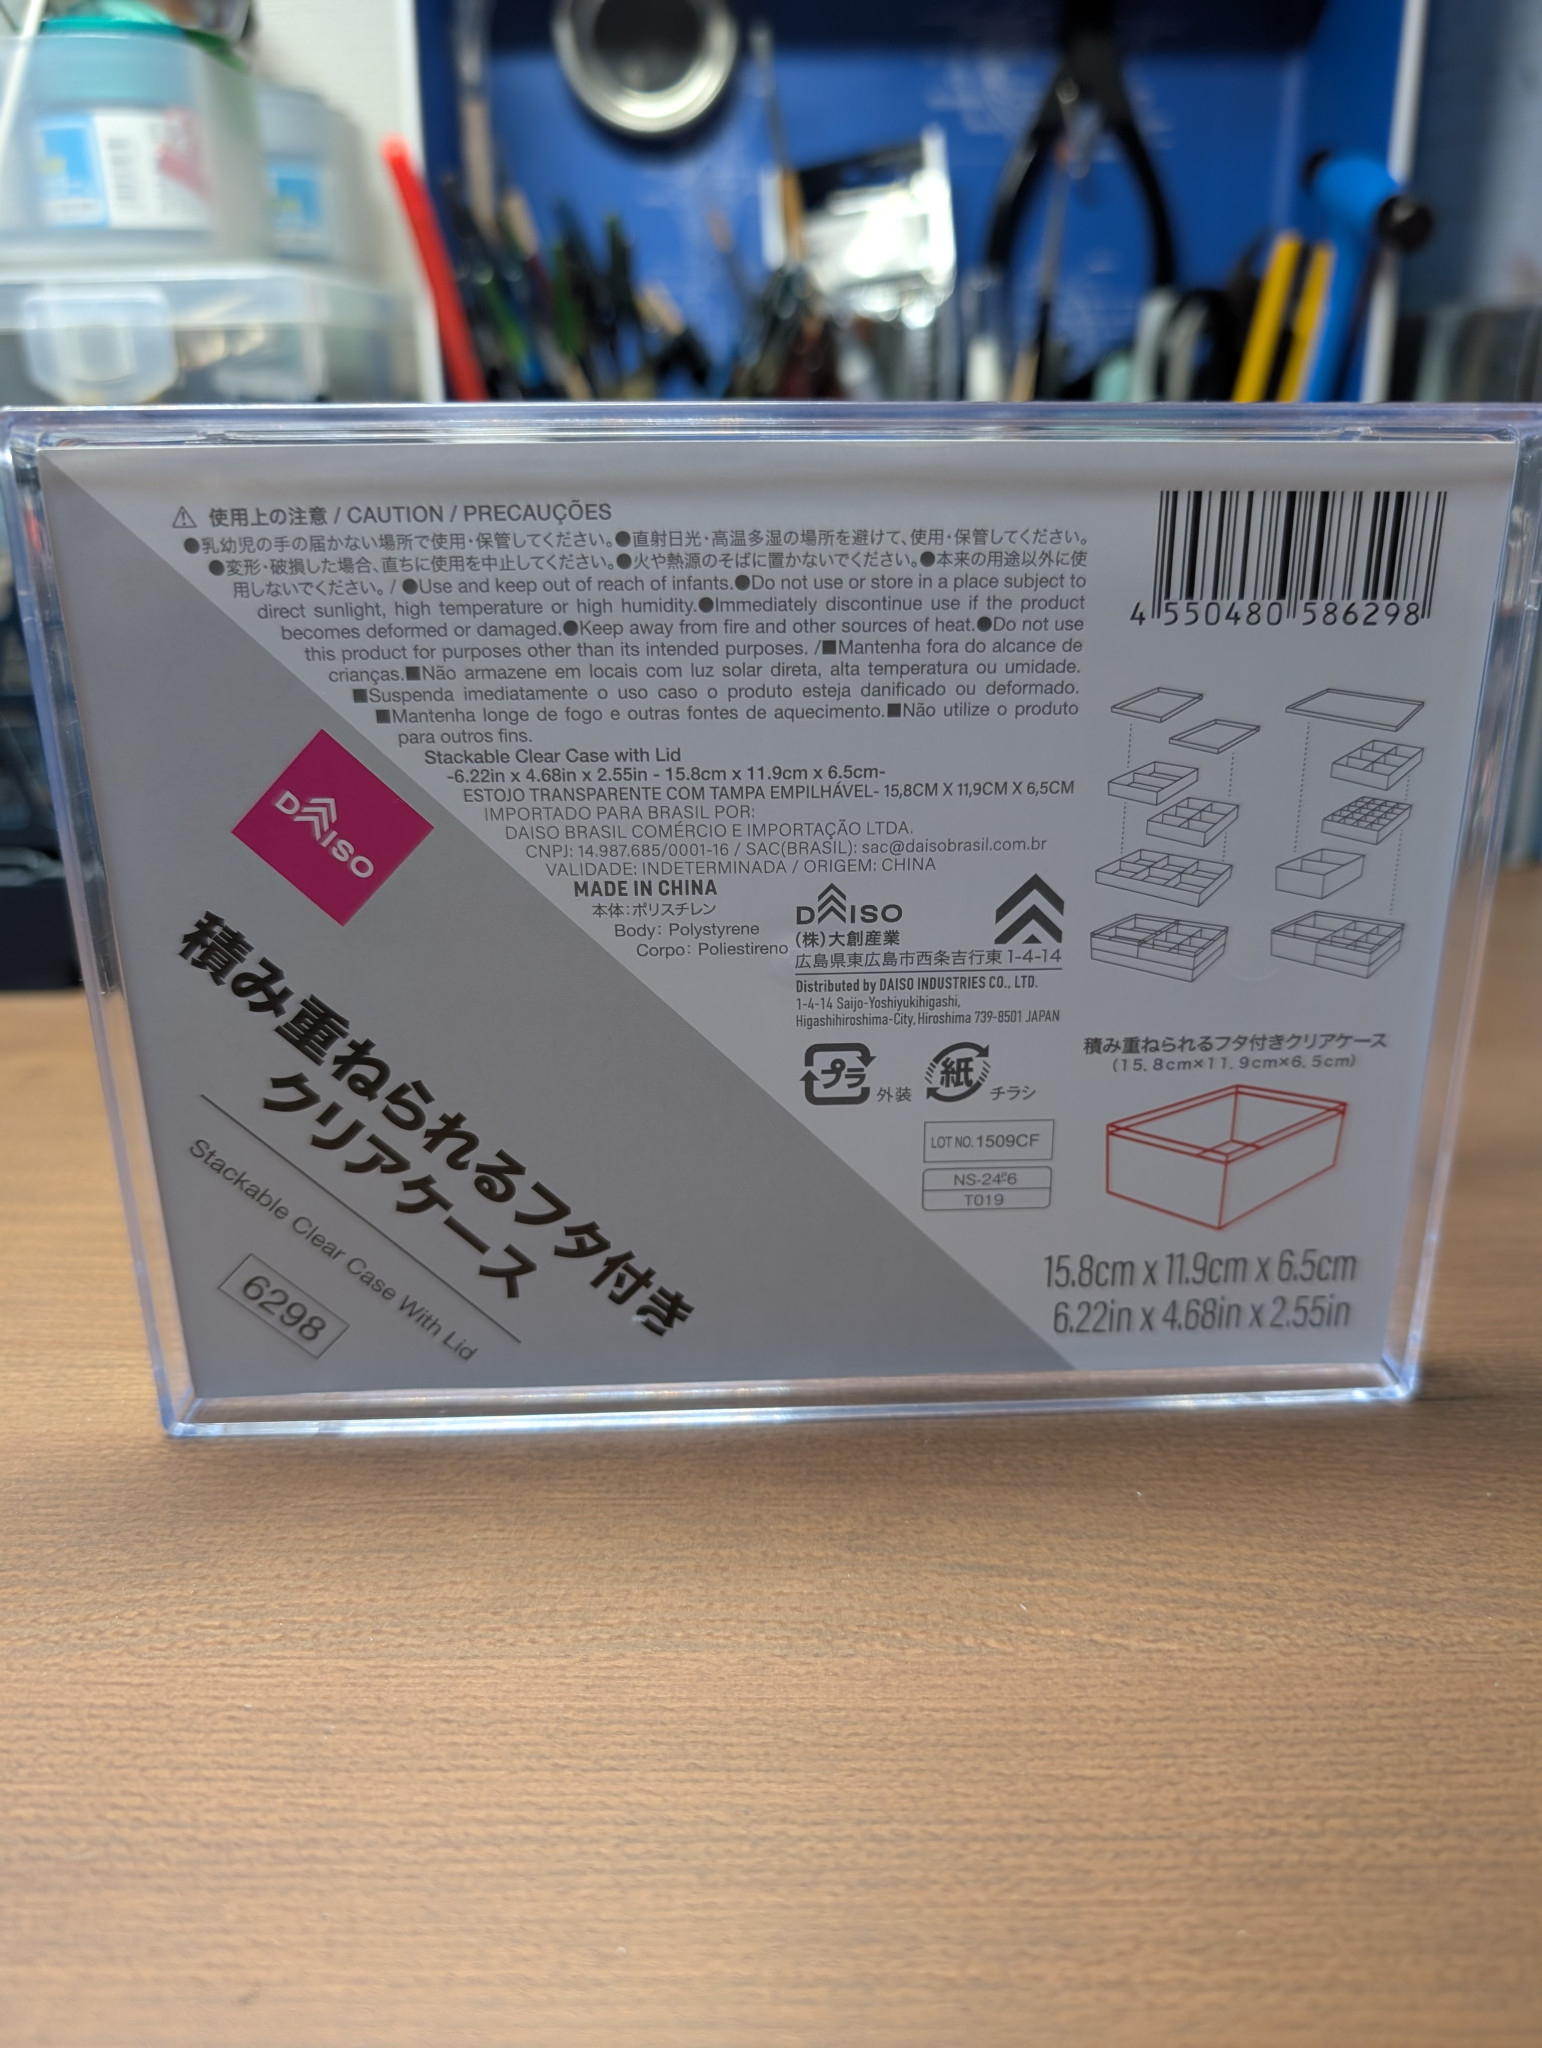 使用上の注意 / CAUTION / PRECAUÇÕES
●乳幼児の手の届かない場所で使用・保管してください。●直射日光・高温多湿の場所を避けて、使用・保管してください。
●変形・破損した場合、直ちに使用を中止してください。●火や熱源のそばに置かないでください。●本来の用途以外に使
用しないでください。 / ●Use and keep out of reach of infants.●Do not use or store in a place subject to
direct sunlight, high temperature or high humidity.●Immediately discontinue use if the product
becomes deformed or damaged.●Keep away from fire and other sources of heat.●Do not use
this product for purposes other than its intended purposes. /■Mantenha fora do alcance de
crianças.■Não armazene em locais com luz solar direta, alta temperatura ou umidade.
■Suspenda imediatamente o uso caso o produto esteja danificado ou deformado.
■Mantenha longe de fogo e outras fontes de aquecimento.■Não utilize o produto
para outros fins.
Stackable Clear Case with Lid
-6.22in x 4.68in x 2.55in - 15.8cm x 11.9cm x 6.5cm-
ESTOJO TRANSPARENTE COM TAMPA EMPILHÁVEL- 15,8CM X 11,9CM X 6,5CM
IMPORTADO PARA BRASIL POR:
DAISO BRASIL COMÉRCIO E IMPORTAÇÃO LTDA.
CNPJ: 14.987.685/0001-16 / SAC(BRASIL): sac@daisobrasil.com.br
VALIDADE: INDETERMINADA / ORIGEM: CHINA
MADE IN CHINA
本体：ポリスチレン
Body: Polystyrene
Corpo: Poliestireno
DAISO
(株)大創産業
広島県東広島市西条吉行東 1-4-14
Distributed by DAISO INDUSTRIES CO., LTD.
1-4-14 Saijo-Yoshiyukihigashi,
Higashihiroshima-City, Hiroshima 739-8501 JAPAN
プラ 外装
紙 チラシ
LOT NO. 1509CF
T019
4 550480 586298
積み重ねられるフタ付きクリアケース
(15.8cm×11.9cm×6.5cm)
15.8cm x 11.9cm x 6.5cm
6.22in x 4.68in x 2.55in
DAISO
積み重ねられるフタ付き
クリアケース
Stackable Clear Case With Lid
6298